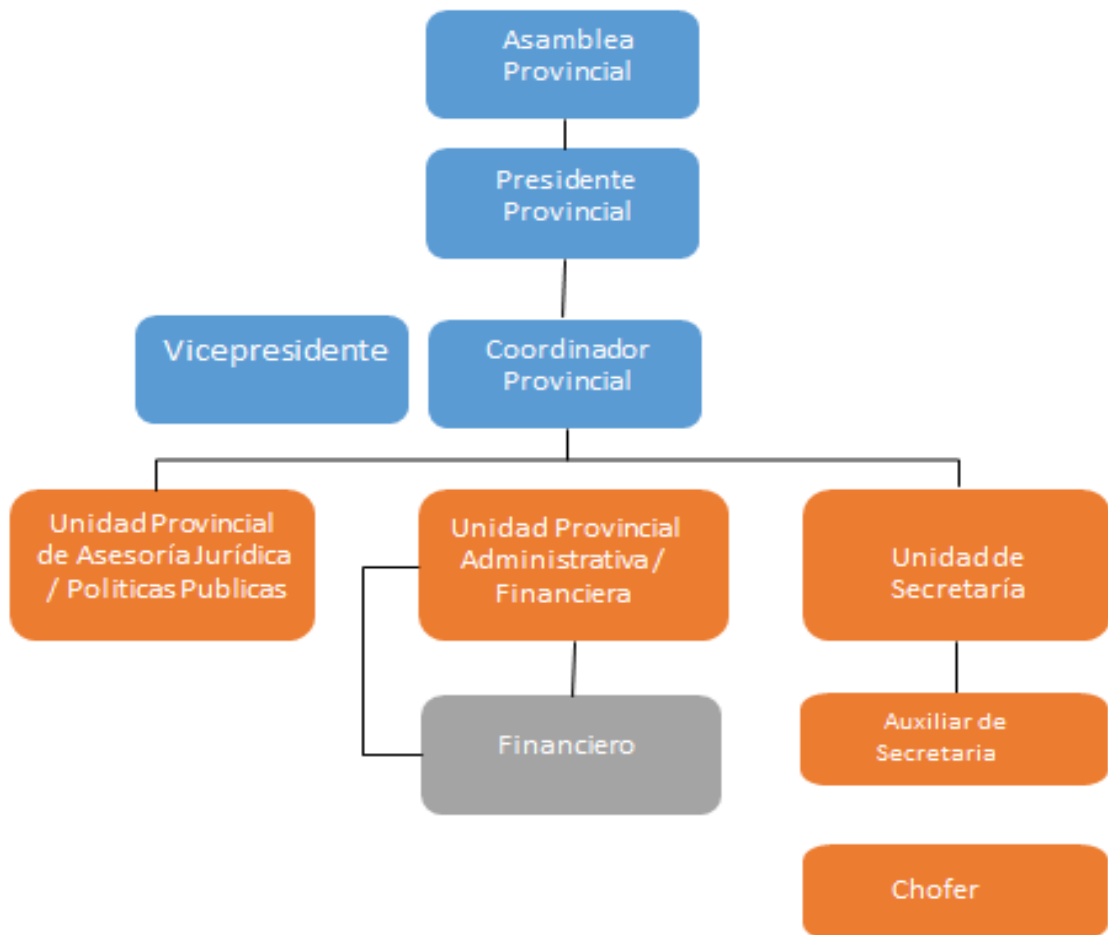 Asamblea
Provincial
Presidente
Provincial
Vicepresidente
Coordinador
Provincial
Unidad Provincial
de Asesoría Jurídica
/ Politicas Publicas
Unidad Provincial
Administrativa /
Financiera
Unidad de
Secretaría
Financiero
Auxiliar de
Secretaria
Chofer